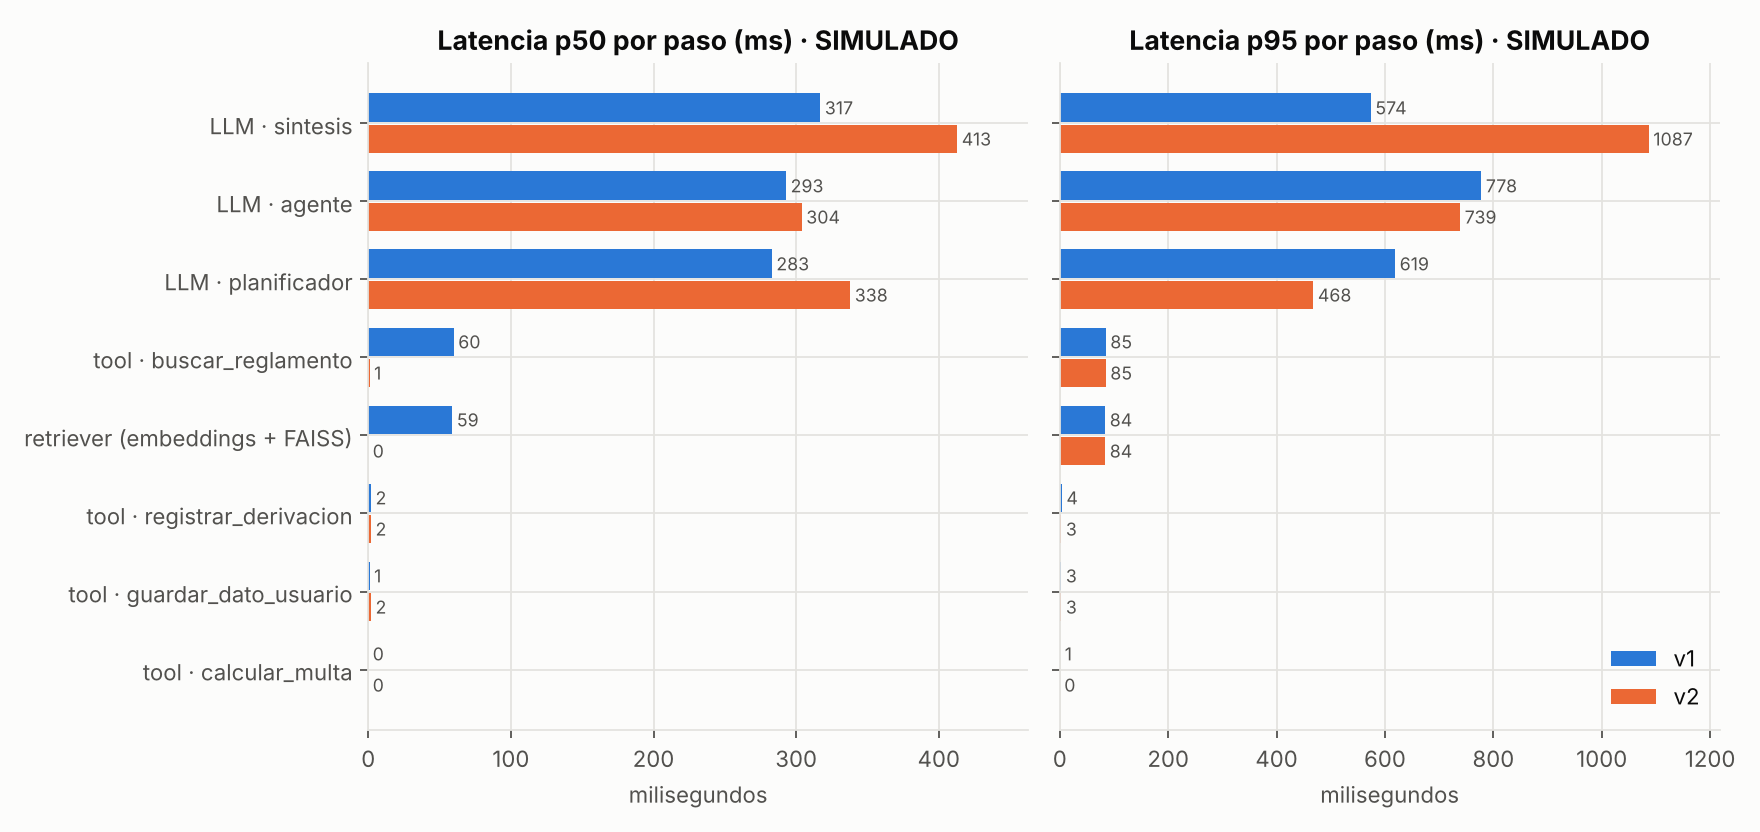 Latencia p50 por paso (ms) · SIMULADO
Latencia p95 por paso (ms) · SIMULADO
LLM · sintesis
317
413
574
1087
LLM · agente
293
304
778
739
LLM · planificador
283
338
619
468
tool · buscar_reglamento
60
1
85
85
retriever (embeddings + FAISS)
59
0
84
84
tool · registrar_derivacion
2
2
4
3
tool · guardar_dato_usuario
1
2
3
3
tool · calcular_multa
0
0
1
0
v1
v2
0 100 200 300 400
0 200 400 600 800 1000 1200
milisegundos
milisegundos